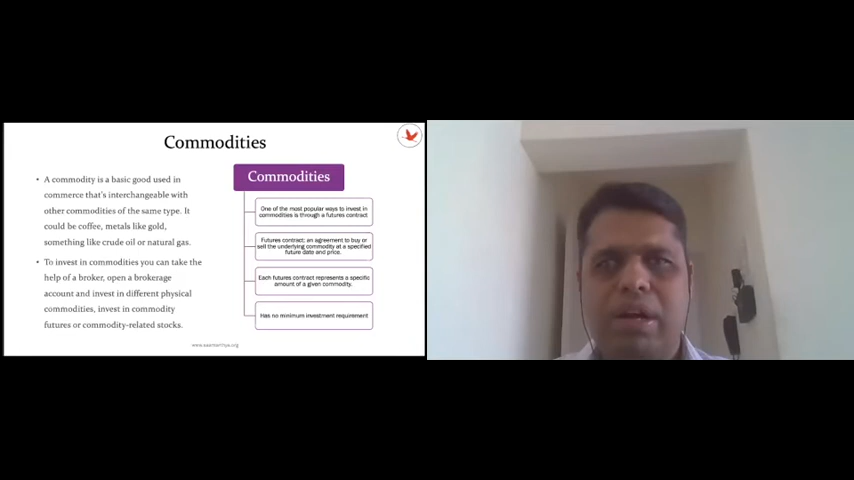 Commodities
• A commodity is a basic good used in
commerce that's interchangeable with
other commodities of the same type. It
could be coffee, metals like gold,
something like crude oil or natural gas.
• To invest in commodities you can take the
help of a broker, open a brokerage
account and invest in different physical
commodities, invest in commodity
futures or commodity-related stocks.
Commodities
One of the most popular ways to invest in
commodities is through a futures contract
Futures contract; an agreement to buy or
sell the underlying commodity at a specified
future date and price.
Each futures contract represents a specific
amount of a given commodity.
Has no minimum investment requirement
www.aasmarthya.org